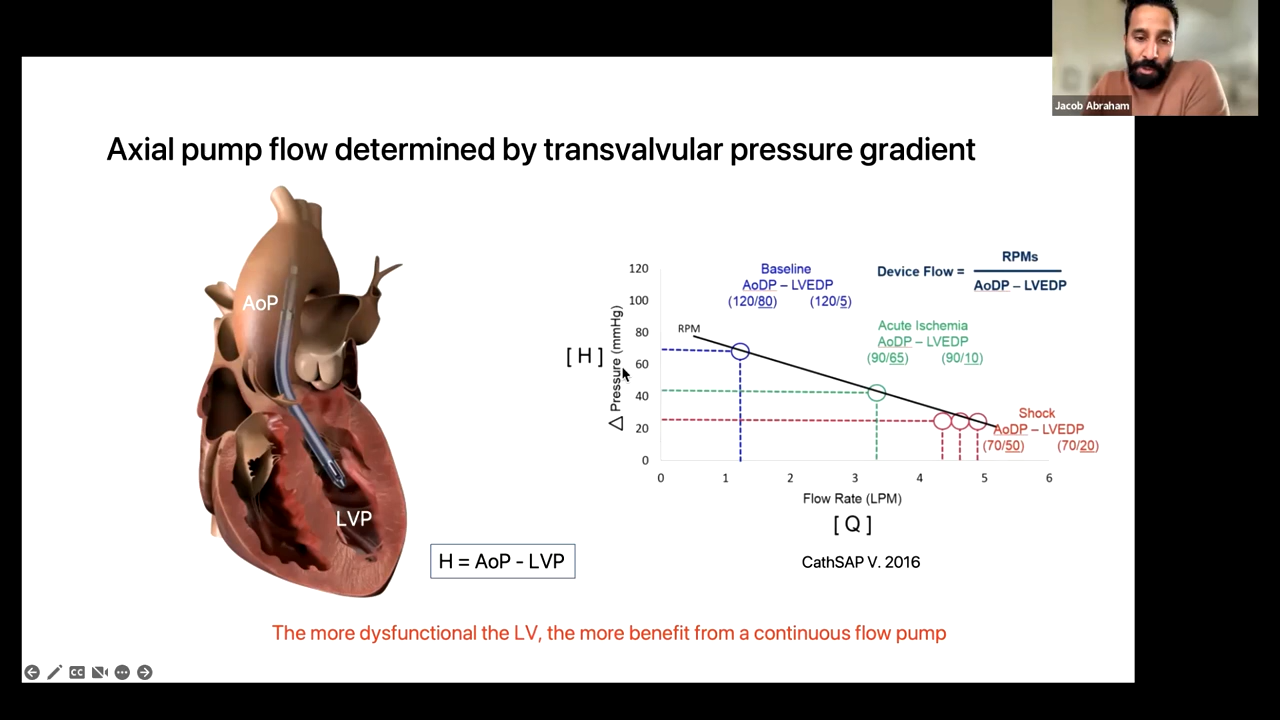 Jacob Abraham
Axial pump flow determined by transvalvular pressure gradient
AoP
LVP
H = AoP - LVP
[ H ]
△ Pressure (mmHg)
120
100
80
60
40
20
0
RPM
Baseline
AoDP – LVEDP
(120/80) (120/5)
Device Flow =
RPMs
AoDP – LVEDP
Acute Ischemia
AoDP – LVEDP
(90/65) (90/10)
Shock
AoDP – LVEDP
(70/50) (70/20)
0 1 2 3 4 5 6
Flow Rate (LPM)
[ Q ]
CathSAP V. 2016
The more dysfunctional the LV, the more benefit from a continuous flow pump
CC